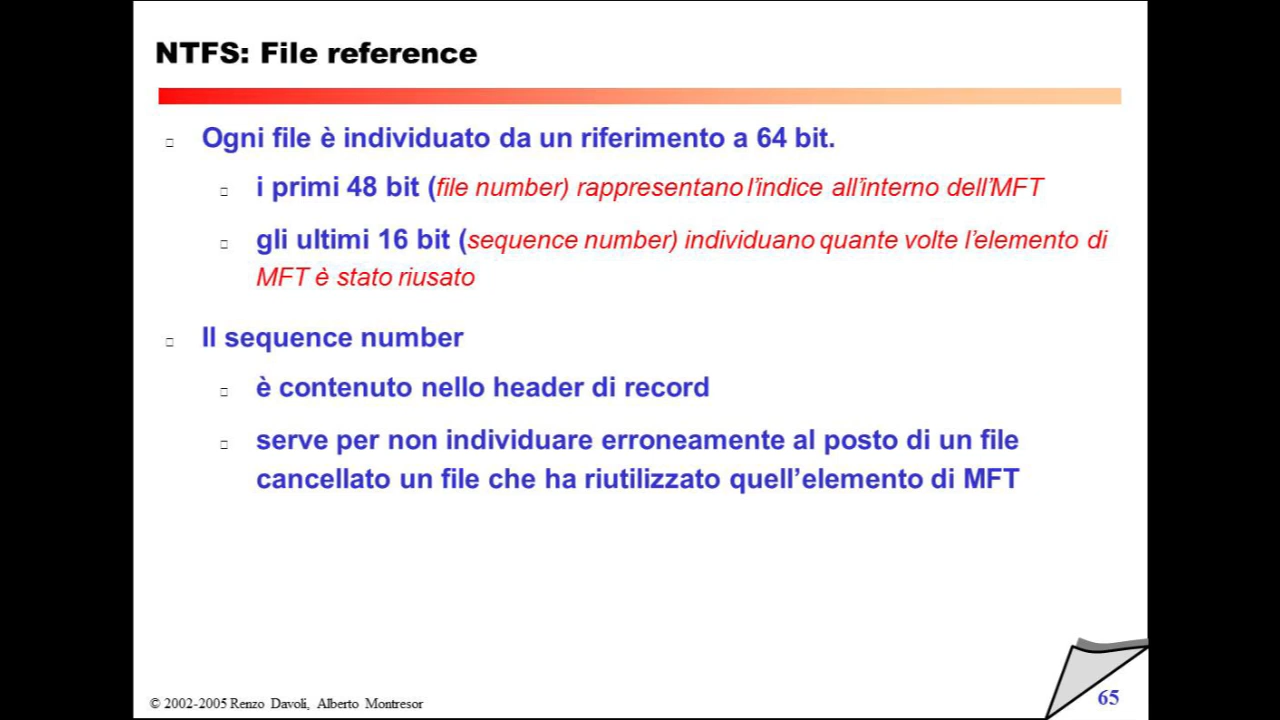 NTFS: File reference
Ogni file è individuato da un riferimento a 64 bit.
i primi 48 bit (file number) rappresentano l’indice all’interno dell’MFT
gli ultimi 16 bit (sequence number) individuano quante volte l’elemento di
MFT è stato riusato
Il sequence number
è contenuto nello header di record
serve per non individuare erroneamente al posto di un file
cancellato un file che ha riutilizzato quell’elemento di MFT
© 2002-2005 Renzo Davoli, Alberto Montresor
65